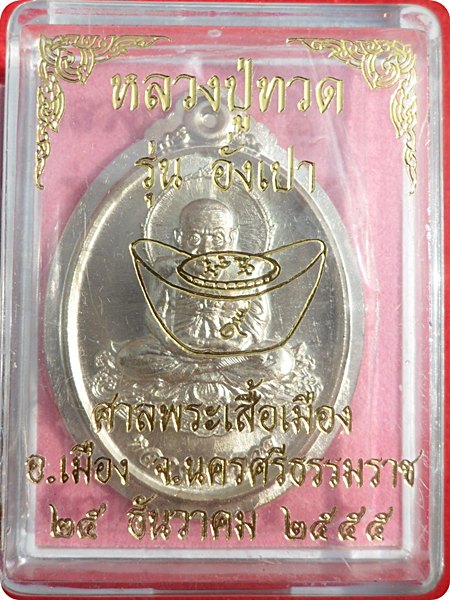 หลวงปู่ทวด
รุ่น อั่งเปา
ศาลพระเสื้อเมือง
อ.เมือง จ.นครศรีธรรมราช
๒๕ ธันวาคม ๒๕๕๕